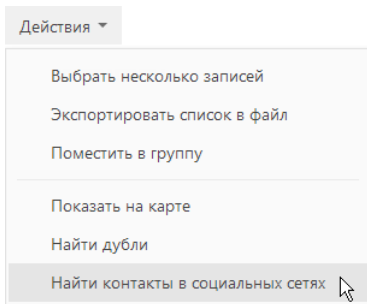 Действия
Выбрать несколько записей
Экспортировать список в файл
Поместить в группу
Показать на карте
Найти дубли
Найти контакты в социальных сетях